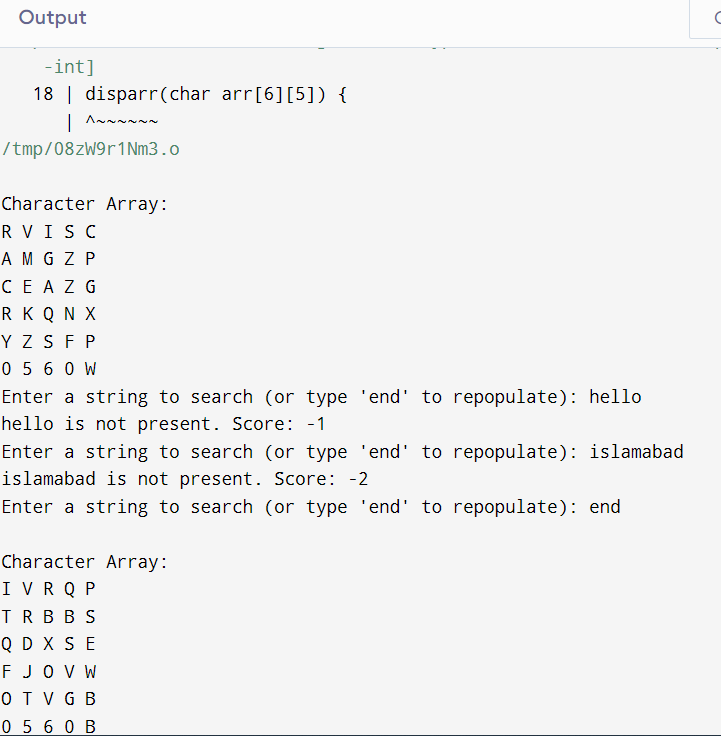 Output
-int]
18 | disparr(char arr[6][5]) {
| ^~~~~~~
/tmp/08zW9r1Nm3.o
Character Array:
R V I S C
A M G Z P
C E A Z G
R K Q N X
Y Z S F P
0 5 6 0 W
Enter a string to search (or type 'end' to repopulate): hello
hello is not present. Score: -1
Enter a string to search (or type 'end' to repopulate): islamabad
islamabad is not present. Score: -2
Enter a string to search (or type 'end' to repopulate): end
Character Array:
I V R Q P
T R B B S
Q D X S E
F J O V W
O T V G B
0 5 6 0 B